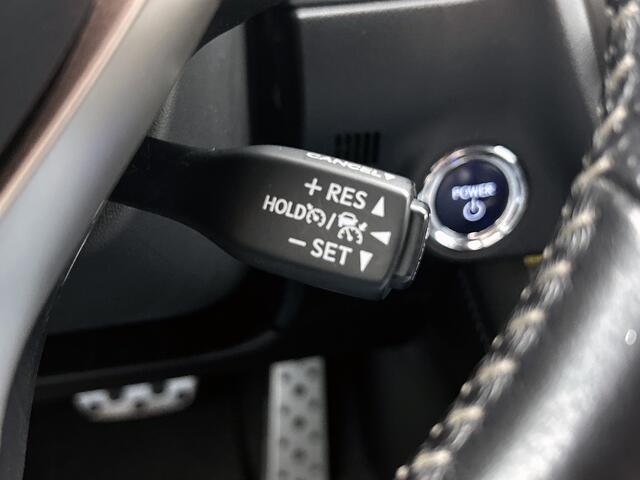 CANCEL
+ RES
HOLD /
− SET
POWER